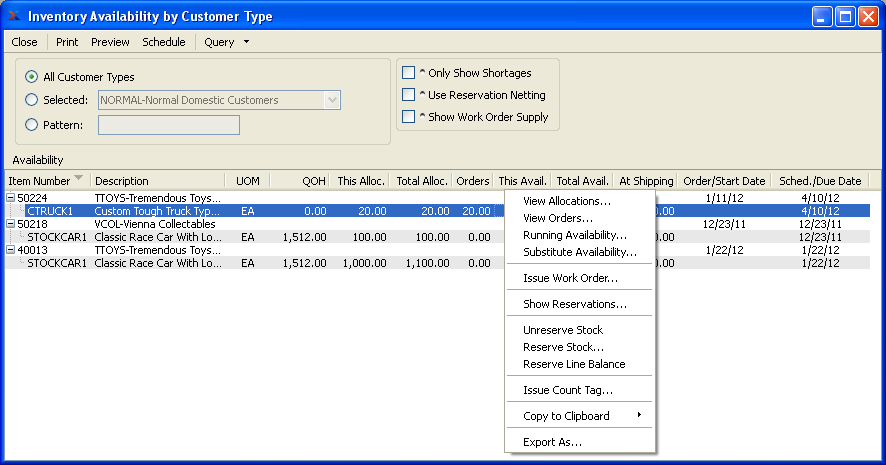 Inventory Availability by Customer Type
Close Print Preview Schedule Query
All Customer Types
Selected: NORMAL-Normal Domestic Customers
Pattern:
^ Only Show Shortages
^ Use Reservation Netting
^ Show Work Order Supply
Availability
Item Number Description UOM QOH This Alloc. Total Alloc. Orders This Avail. Total Avail. At Shipping Order/Start Date Sched./Due Date
50224 TTOYS-Tremendous Toys... 1/11/12 4/10/12
CTRUCK1 Custom Tough Truck Typ... EA 0.00 20.00 20.00 20.00 0.00 4/10/12
50218 VCOL-Vienna Collectables 12/23/11 12/23/11
STOCKCAR1 Classic Race Car With Lo... EA 1,512.00 100.00 100.00 0.00 0.00 12/23/11
40013 TTOYS-Tremendous Toys... 1/22/12 1/22/12
STOCKCAR1 Classic Race Car With Lo... EA 1,512.00 1,000.00 1,100.00 0.00 0.00 1/22/12
View Allocations...
View Orders...
Running Availability...
Substitute Availability...
Issue Work Order...
Show Reservations...
Unreserve Stock
Reserve Stock...
Reserve Line Balance
Issue Count Tag...
Copy to Clipboard
Export As...